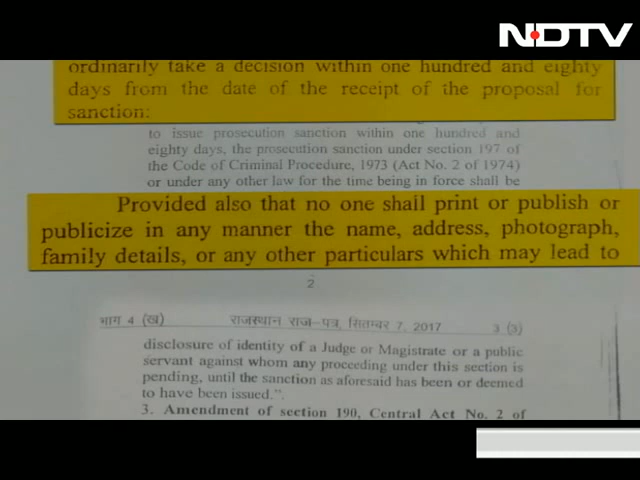 NDTV
ordinarily take a decision within one hundred and eighty
days from the date of the receipt of the proposal for
sanction:
to issue prosecution sanction within one hundred and
eighty days, the prosecution sanction under section 197 of
the Code of Criminal Procedure, 1973 (Act No. 2 of 1974)
or under any other law for the time being in force shall be
Provided also that no one shall print or publish or
publicize in any manner the name, address, photograph,
family details, or any other particulars which may lead to
2
भाग 4 (ख) राजस्थान राज-पत्र, सितम्बर 7, 2017 3 (3)
disclosure of identity of a Judge or Magistrate or a public
servant against whom any proceeding under this section is
pending, until the sanction as aforesaid has been or deemed
to have been issued.".
3. Amendment of section 190, Central Act No. 2 of